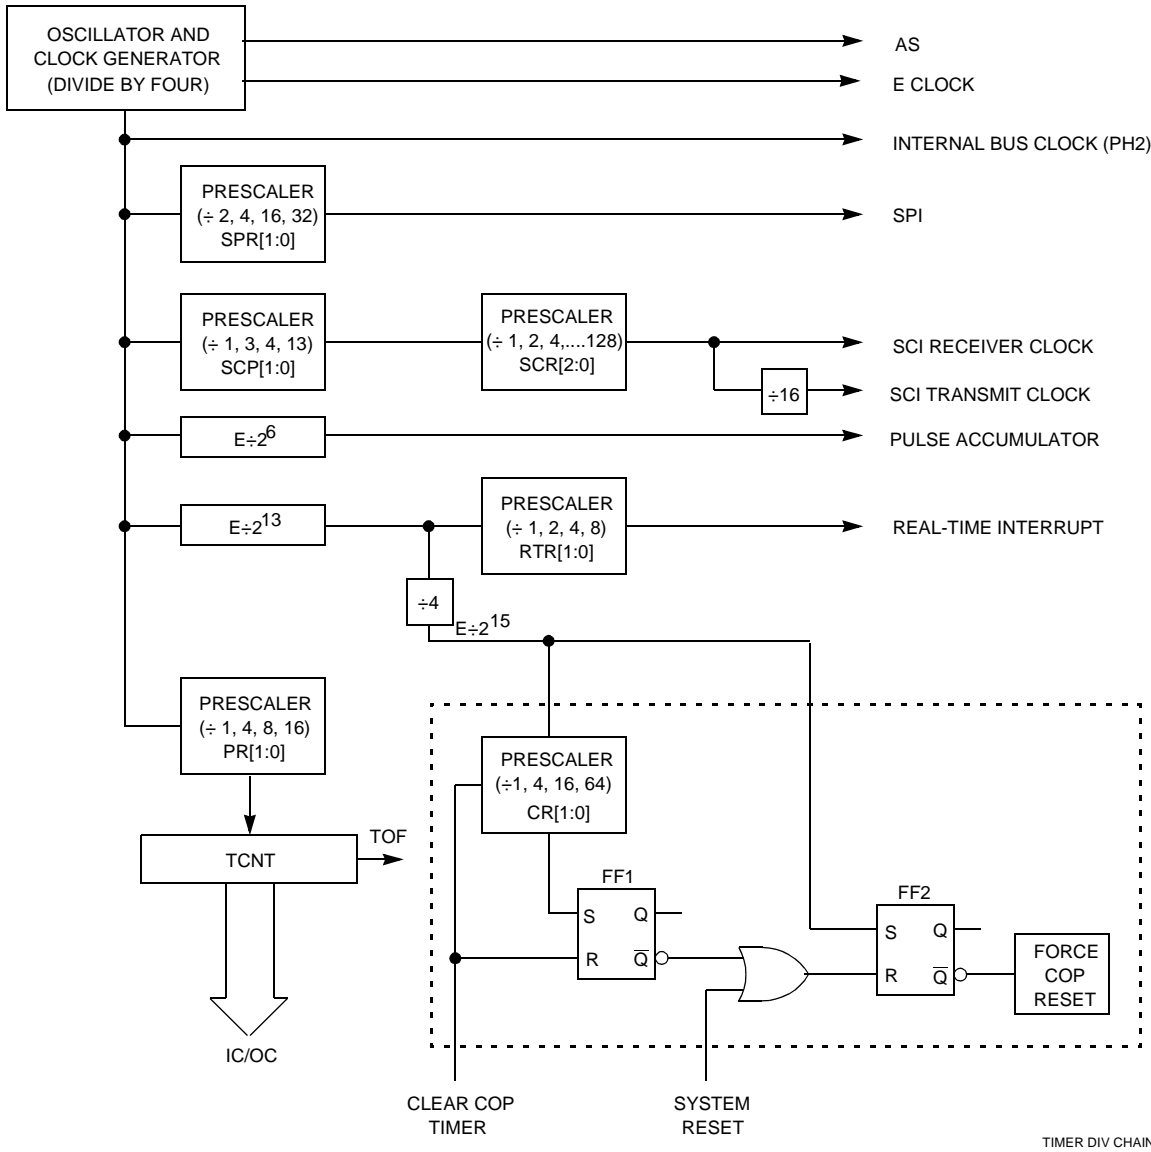 OSCILLATOR AND
CLOCK GENERATOR
(DIVIDE BY FOUR)
AS
E CLOCK
INTERNAL BUS CLOCK (PH2)
PRESCALER
(÷ 2, 4, 16, 32)
SPR[1:0]
SPI
PRESCALER
(÷ 1, 3, 4, 13)
SCP[1:0]
PRESCALER
(÷ 1, 2, 4,....128)
SCR[2:0]
SCI RECEIVER CLOCK
÷16
SCI TRANSMIT CLOCK
E÷2⁶
PULSE ACCUMULATOR
E÷2¹³
PRESCALER
(÷ 1, 2, 4, 8)
RTR[1:0]
REAL-TIME INTERRUPT
÷4
E÷2¹⁵
PRESCALER
(÷ 1, 4, 8, 16)
PR[1:0]
PRESCALER
(÷1, 4, 16, 64)
CR[1:0]
TOF
TCNT
FF1
S Q
R Q̅
FF2
S Q
R Q̅
FORCE
COP
RESET
IC/OC
CLEAR COP
TIMER
SYSTEM
RESET
TIMER DIV CHAIN